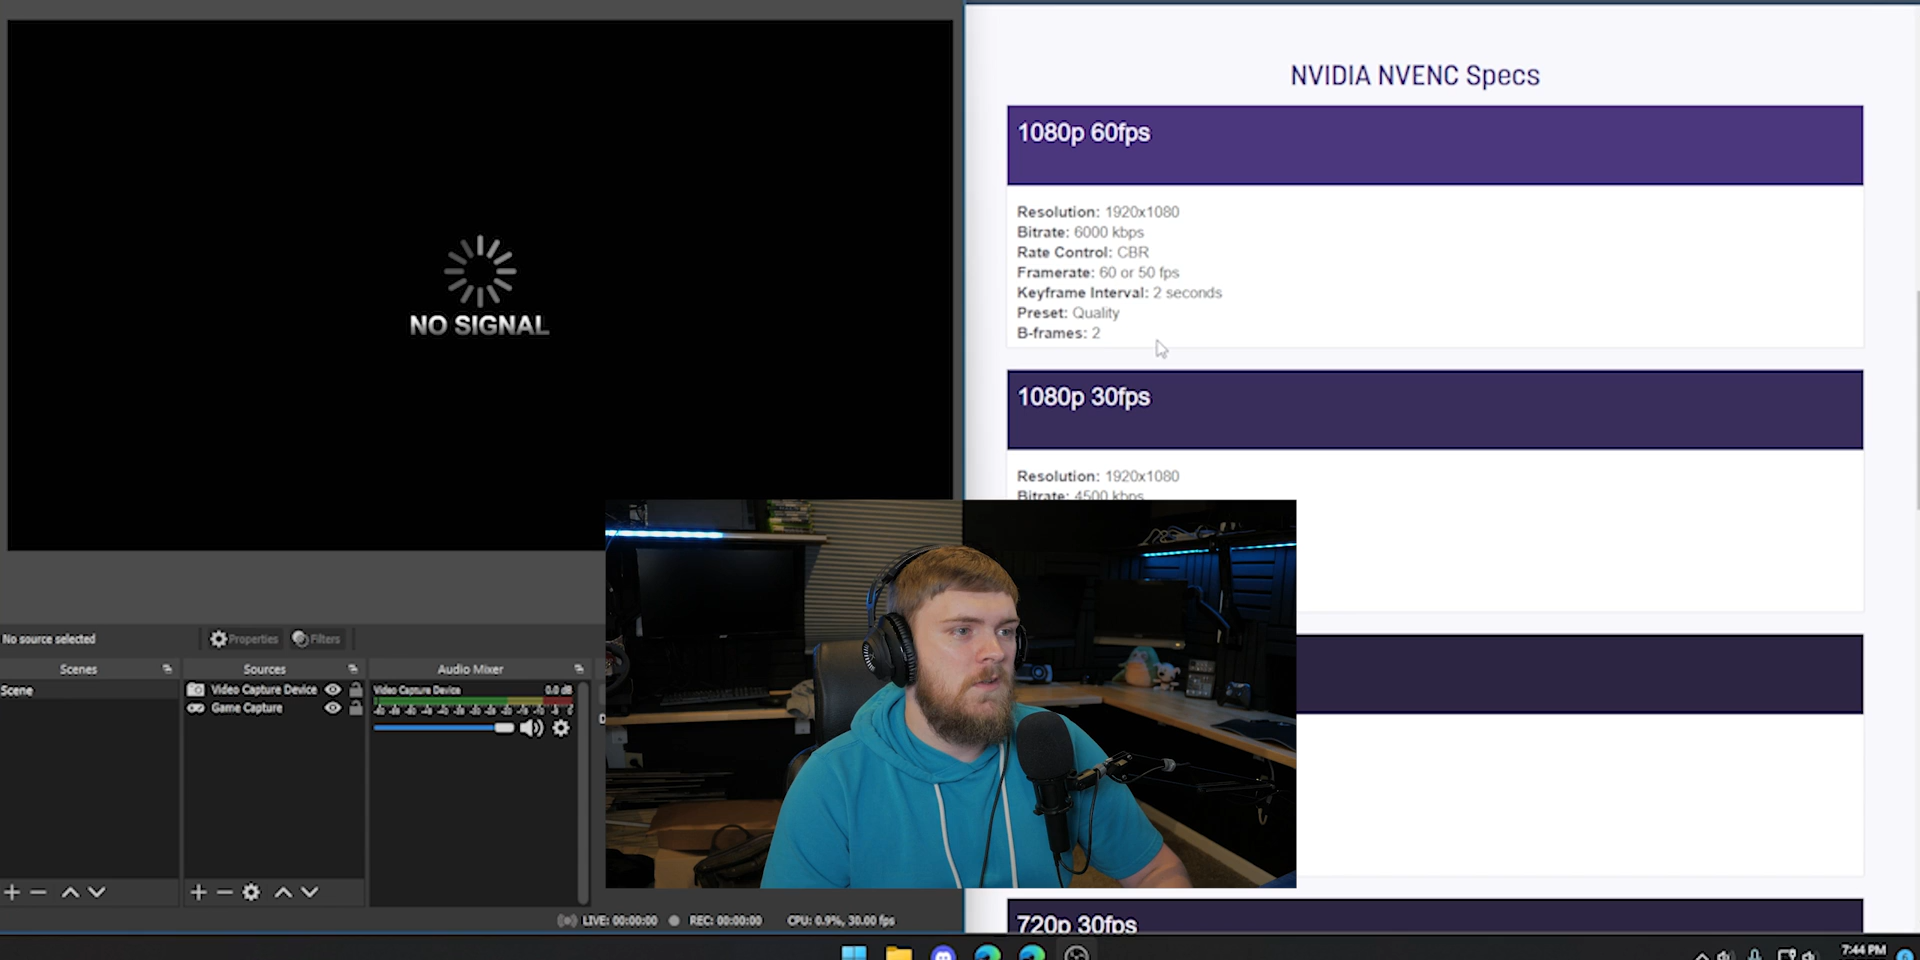 NO SIGNAL
No source selected
Properties
Filters
Scenes
Sources
Audio Mixer
Scene
Video Capture Device
Game Capture
Video Capture Device
0.0 dB
LIVE: 00:00:00
REC: 00:00:00
CPU: 0.9%, 30.00 fps
NVIDIA NVENC Specs
1080p 60fps
Resolution: 1920x1080
Bitrate: 6000 kbps
Rate Control: CBR
Framerate: 60 or 50 fps
Keyframe Interval: 2 seconds
Preset: Quality
B-frames: 2
1080p 30fps
Resolution: 1920x1080
Bitrate: 4500 kbps
720p 30fps
7:44 PM